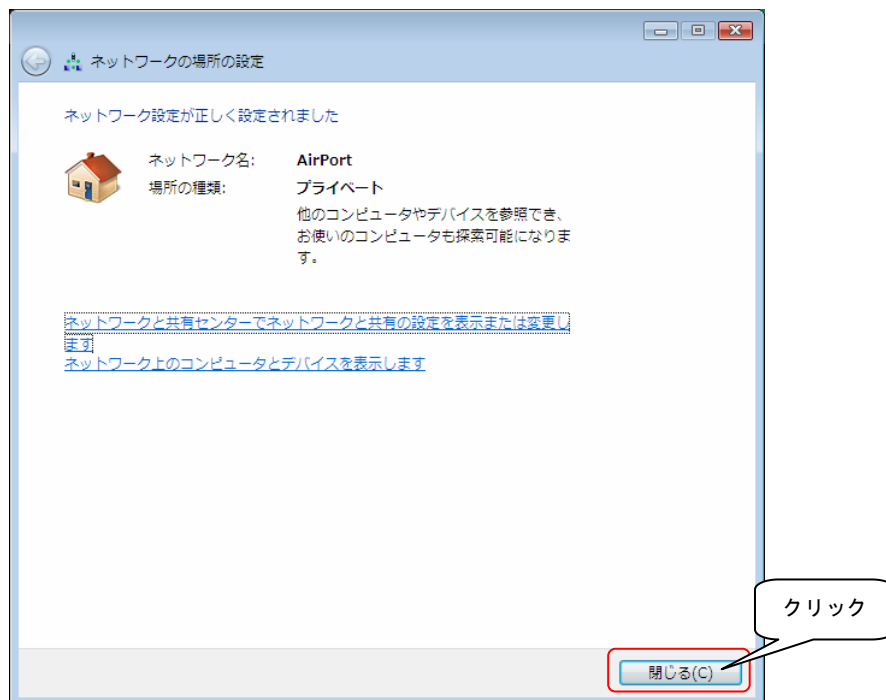 ネットワークの場所の設定
ネットワーク設定が正しく設定されました
ネットワーク名: AirPort
場所の種類: プライベート
他のコンピュータやデバイスを参照でき、
お使いのコンピュータも探索可能になりま
す。
ネットワークと共有センターでネットワークと共有の設定を表示または変更し
ます
ネットワーク上のコンピュータとデバイスを表示します
クリック
閉じる(C)